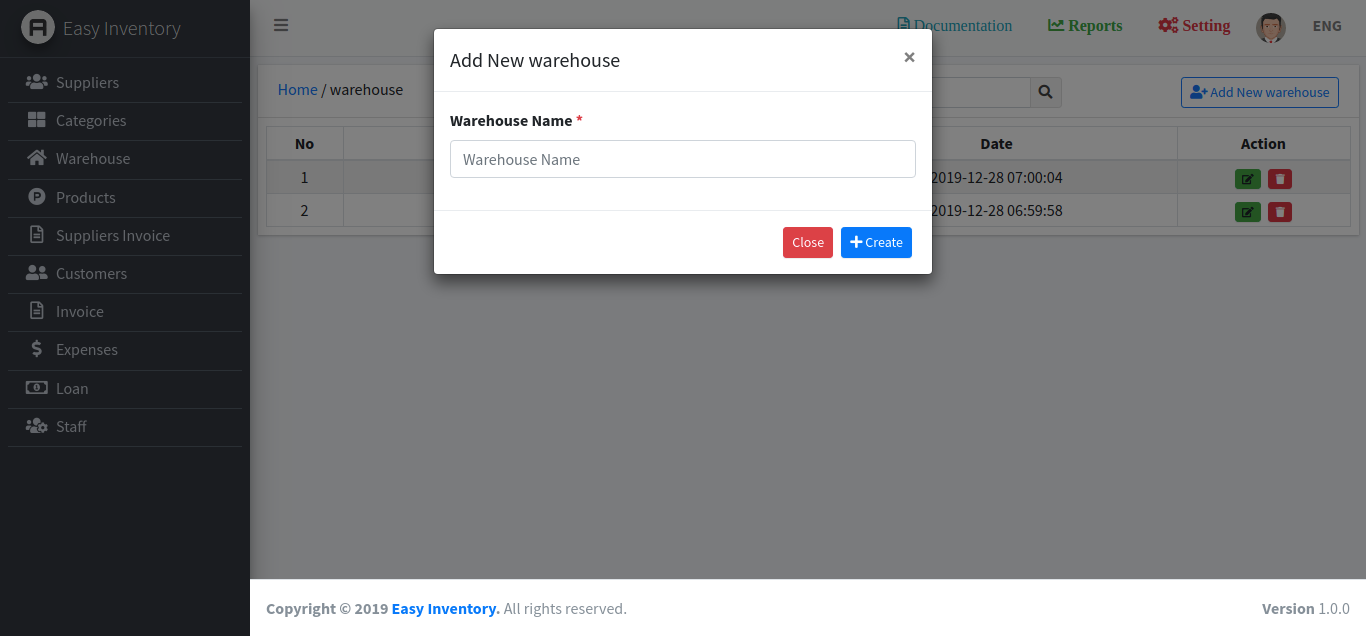 Easy Inventory
Suppliers
Categories
Warehouse
Products
Suppliers Invoice
Customers
Invoice
Expenses
Loan
Staff
Documentation
Reports
Setting
ENG
Home / warehouse
Add New warehouse
No
Date
Action
1
2019-12-28 07:00:04
2
2019-12-28 06:59:58
Add New warehouse
×
Warehouse Name *
Warehouse Name
Close
Create
Copyright © 2019 Easy Inventory. All rights reserved.
Version 1.0.0